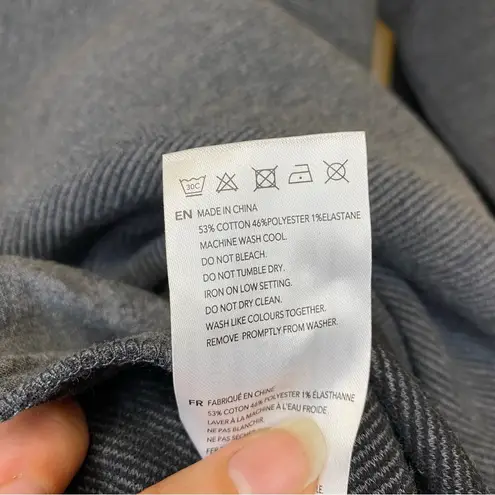 30C
EN MADE IN CHINA
53% COTTON 46%POLYESTER 1%ELASTANE
MACHINE WASH COOL.
DO NOT BLEACH.
DO NOT TUMBLE DRY.
IRON ON LOW SETTING.
DO NOT DRY CLEAN.
WASH LIKE COLOURS TOGETHER.
REMOVE PROMPTLY FROM WASHER.
FR FABRIQUÉ EN CHINE
53% COTON 46% POLYESTER 1% ÉLASTHANNE
LAVER À LA MACHINE À L'EAU FROIDE
NE PAS BLANCHIR
NE PAS